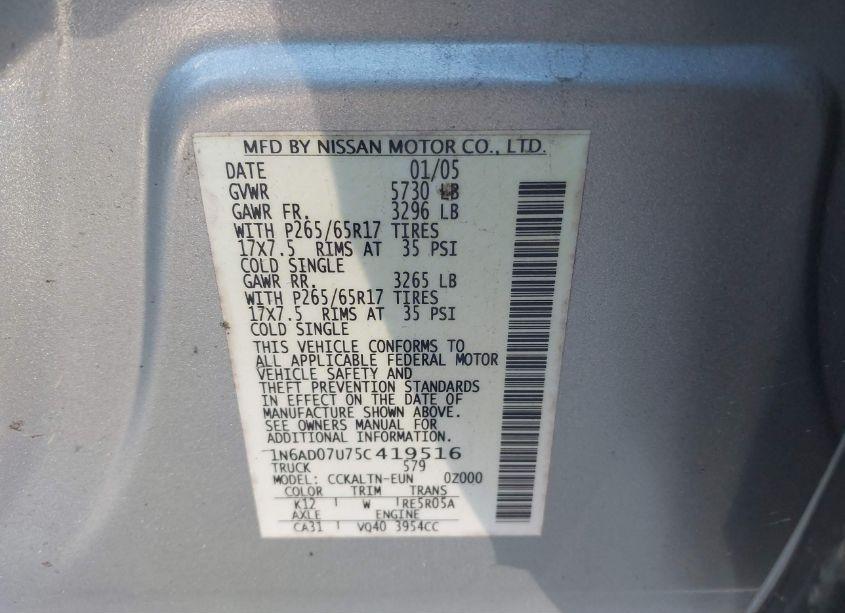 MFD BY NISSAN MOTOR CO., LTD.
DATE 01/05
GVWR 5730 LB
GAWR FR. 3296 LB
WITH P265/65R17 TIRES
17X7.5 RIMS AT 35 PSI
COLD SINGLE
GAWR RR. 3265 LB
WITH P265/65R17 TIRES
17X7.5 RIMS AT 35 PSI
COLD SINGLE
THIS VEHICLE CONFORMS TO
ALL APPLICABLE FEDERAL MOTOR
VEHICLE SAFETY AND
THEFT PREVENTION STANDARDS
IN EFFECT ON THE DATE OF
MANUFACTURE SHOWN ABOVE.
SEE OWNERS MANUAL FOR
ADDITIONAL INFORMATION.
1N6AD07U75C419516
TRUCK 579
MODEL: CCKALTN-EUN 0Z000
COLOR TRIM TRANS
K12 W RE5R05A
AXLE ENGINE
CA31 VQ40 3954CC